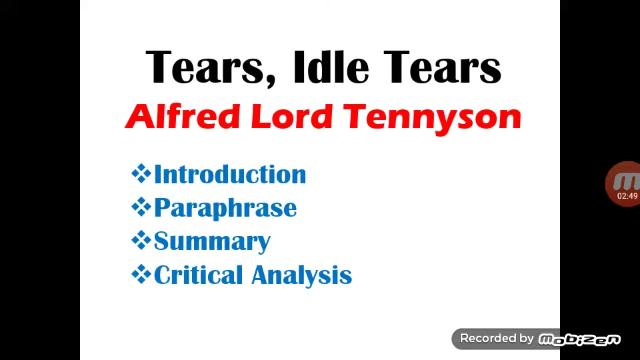 Tears, Idle Tears
Alfred Lord Tennyson
❖Introduction
❖Paraphrase
❖Summary
❖Critical Analysis
02:49
Recorded by mobizen